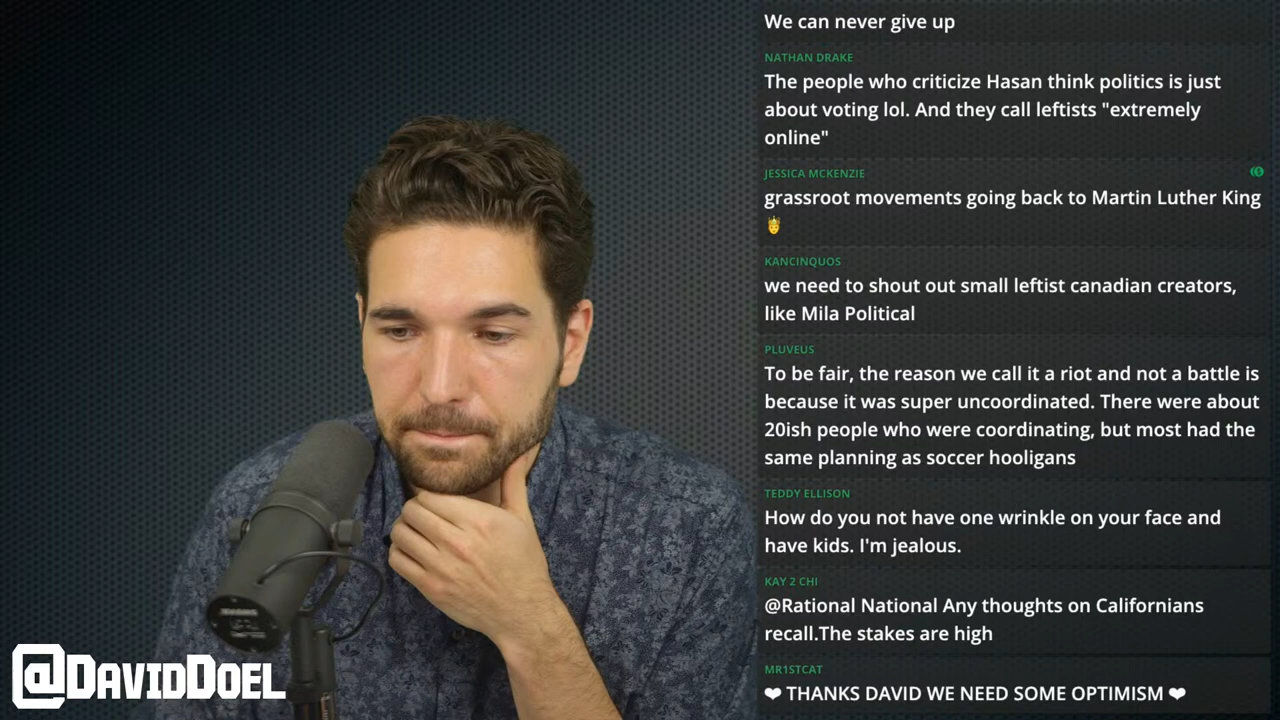 We can never give up
NATHAN DRAKE
The people who criticize Hasan think politics is just
about voting lol. And they call leftists "extremely
online"
JESSICA MCKENZIE
grassroot movements going back to Martin Luther King
🤴
KANCINQUOS
we need to shout out small leftist canadian creators,
like Mila Political
PLUVEUS
To be fair, the reason we call it a riot and not a battle is
because it was super uncoordinated. There were about
20ish people who were coordinating, but most had the
same planning as soccer hooligans
TEDDY ELLISON
How do you not have one wrinkle on your face and
have kids. I'm jealous.
KAY 2 CHI
@Rational National Any thoughts on Californians
recall.The stakes are high
MR1STCAT
❤ THANKS DAVID WE NEED SOME OPTIMISM ❤
@DAVIDDOEL